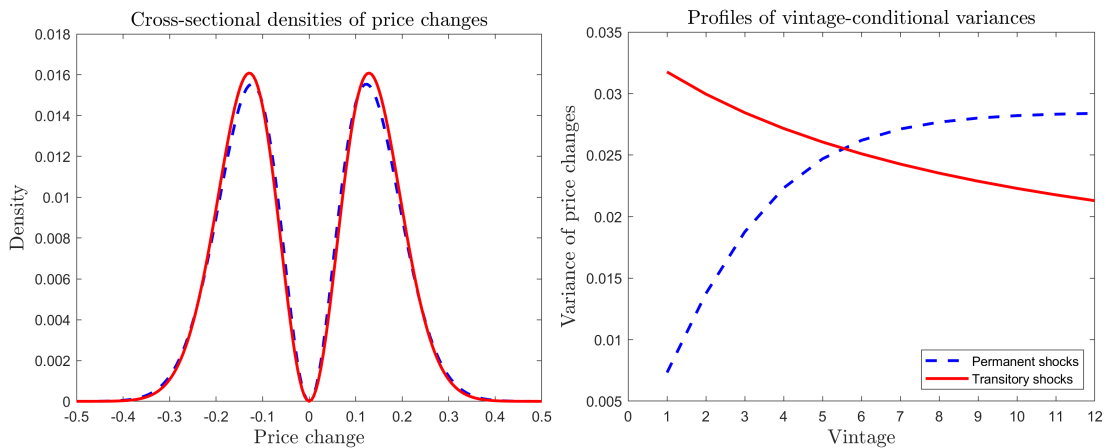 Cross-sectional densities of price changes
0.018
0.016
0.014
0.012
0.01
0.008
0.006
0.004
0.002
0
Density
-0.5 -0.4 -0.3 -0.2 -0.1 0 0.1 0.2 0.3 0.4 0.5
Price change
Profiles of vintage-conditional variances
0.035
0.03
0.025
0.02
0.015
0.01
0.005
Variance of price changes
Permanent shocks
Transitory shocks
0 1 2 3 4 5 6 7 8 9 10 11 12
Vintage